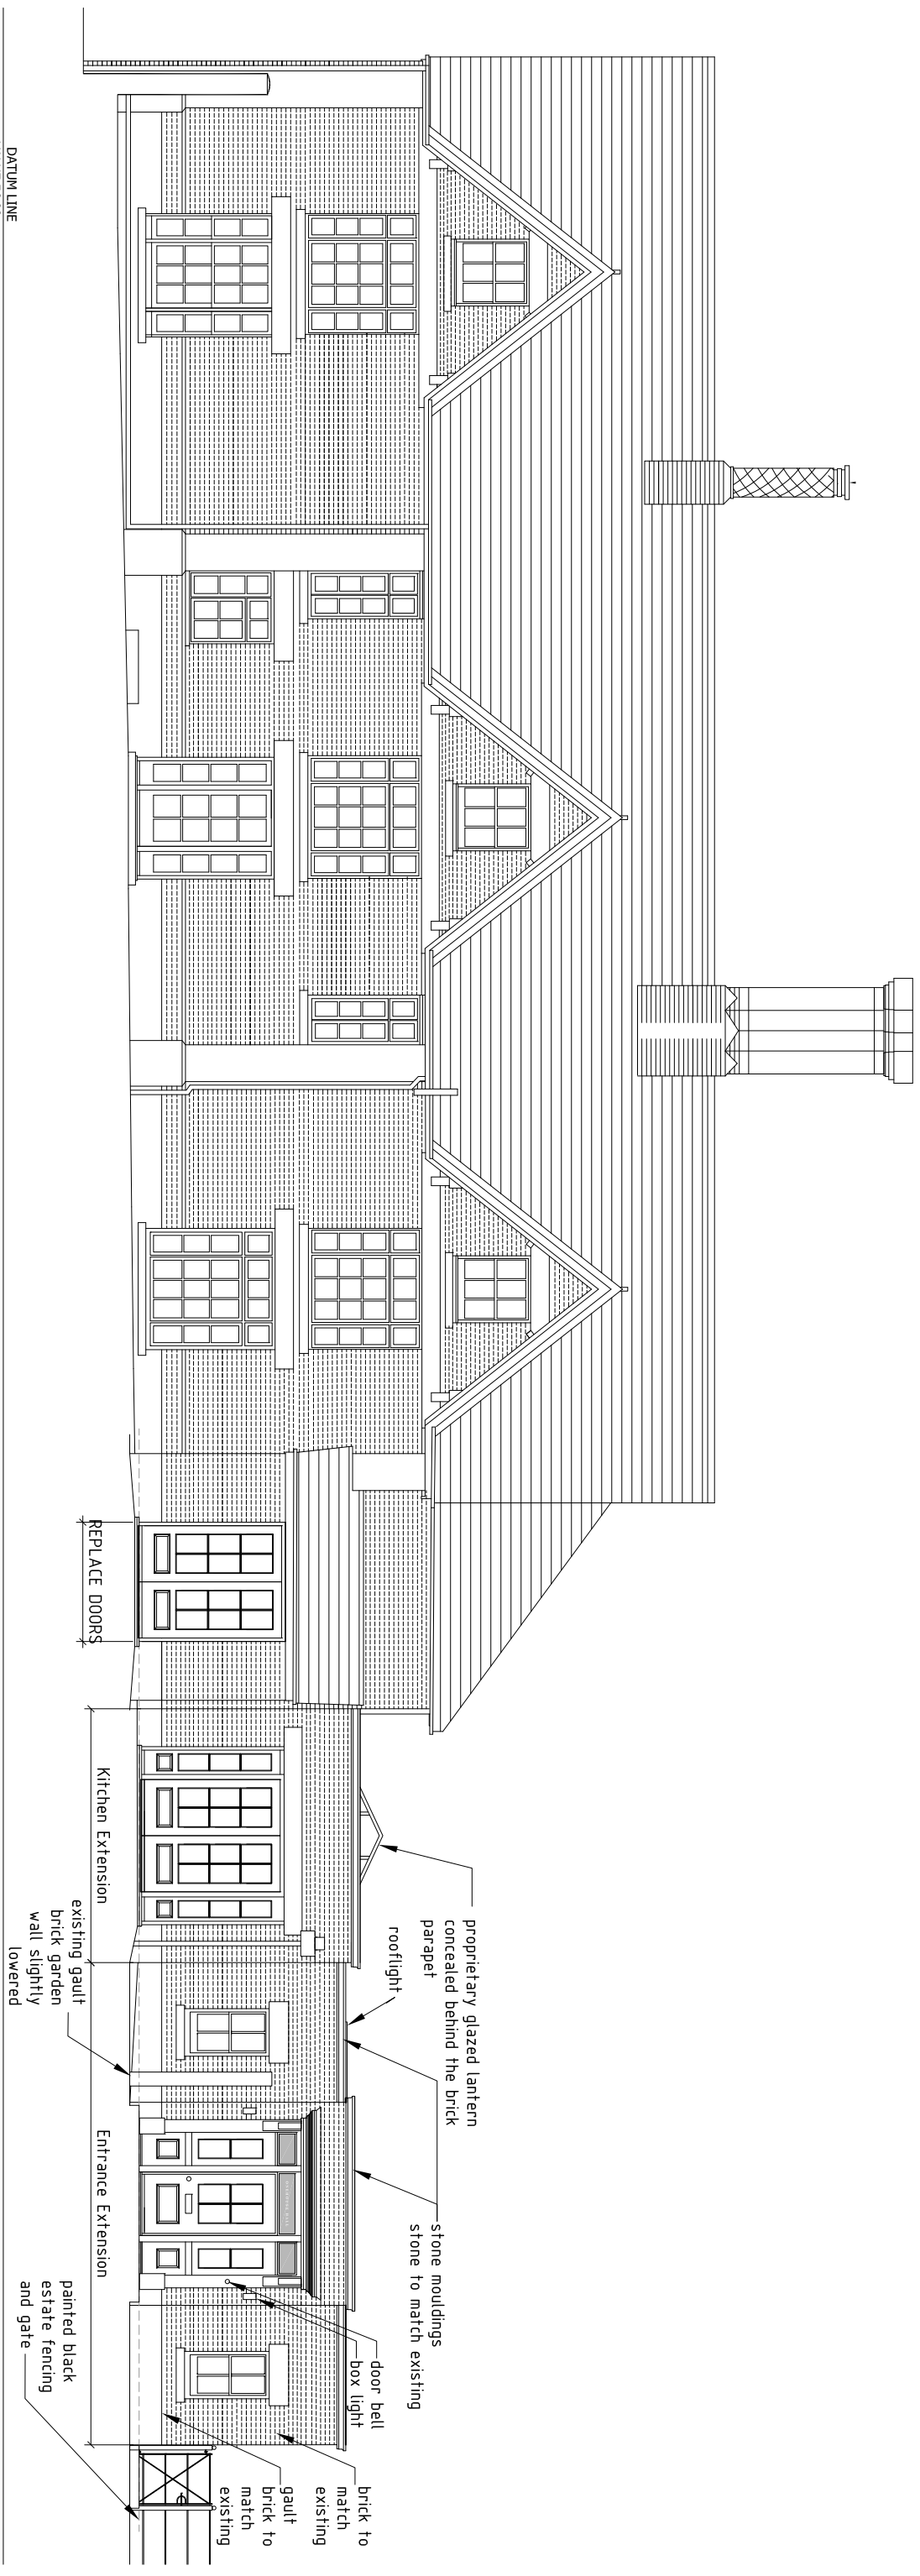 proprietary glazed lantern
concealed behind the brick
parapet
rooflight
stone mouldings
stone to match existing
door bell
box light
brick to
match
existing
gault
brick to
match
existing
REPLACE DOORS
Kitchen Extension
Entrance Extension
existing gault
brick garden
wall slightly
lowered
painted black
estate fencing
and gate
DATUM LINE